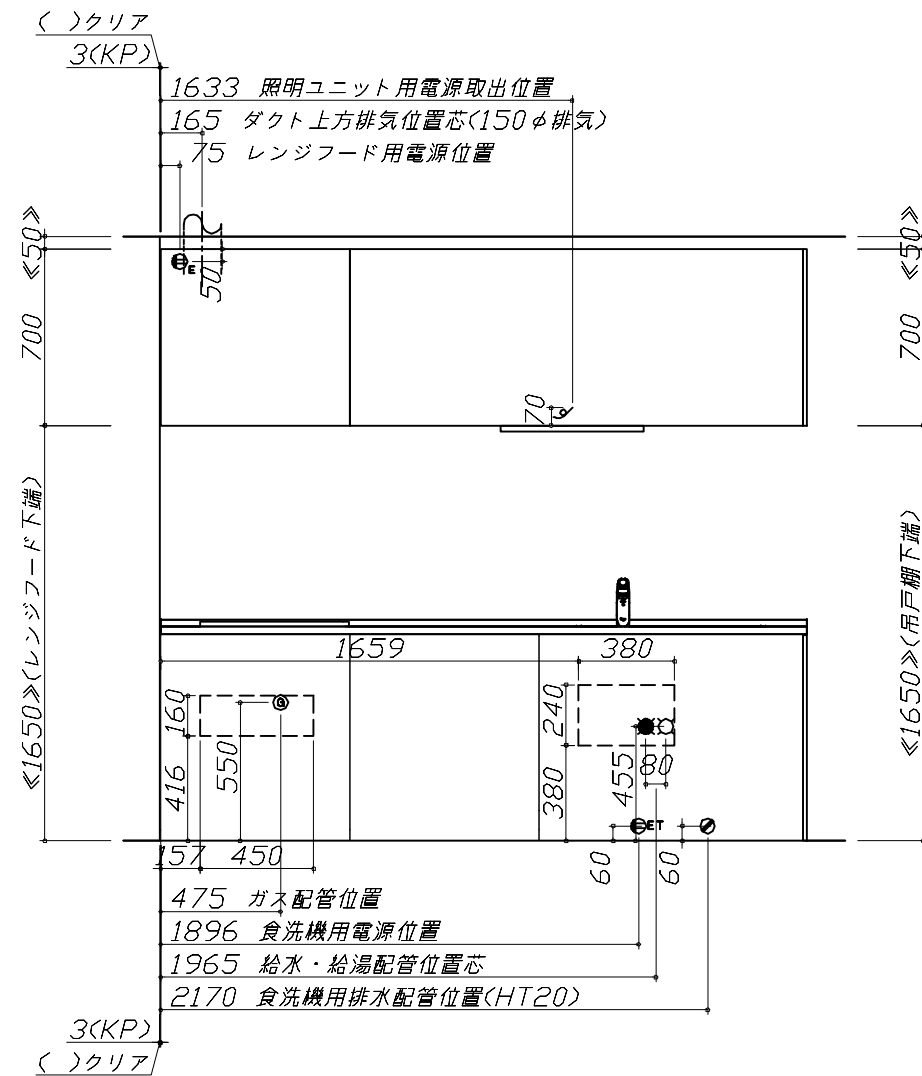 ( )クリア
3(KP)
1633 照明ユニット用電源取出位置
165 ダクト上方排気位置芯(150φ排気)
75 レンジフード用電源位置
≪50≫
≪50≫
E
50
700
700
70
≪1650≫(レンジフード下端)
≪1650≫(吊戸棚下端)
1659
380
160
G
240
550
416
455
80
380
ET
60
60
157
450
475 ガス配管位置
1896 食洗機用電源位置
1965 給水・給湯配管位置芯
2170 食洗機用排水配管位置(HT20)
3(KP)
( )クリア